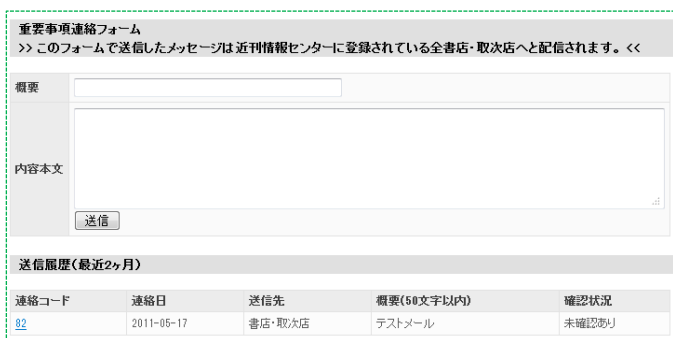 重要事項連絡フォーム
>> このフォームで送信したメッセージは近刊情報センターに登録されている全書店・取次店へと配信されます。<<
概要
内容本文
送信
送信履歴(最近2ヶ月)
連絡コード 連絡日 送信先 概要(50文字以内) 確認状況
82 2011-05-17 書店・取次店 テストメール 未確認あり